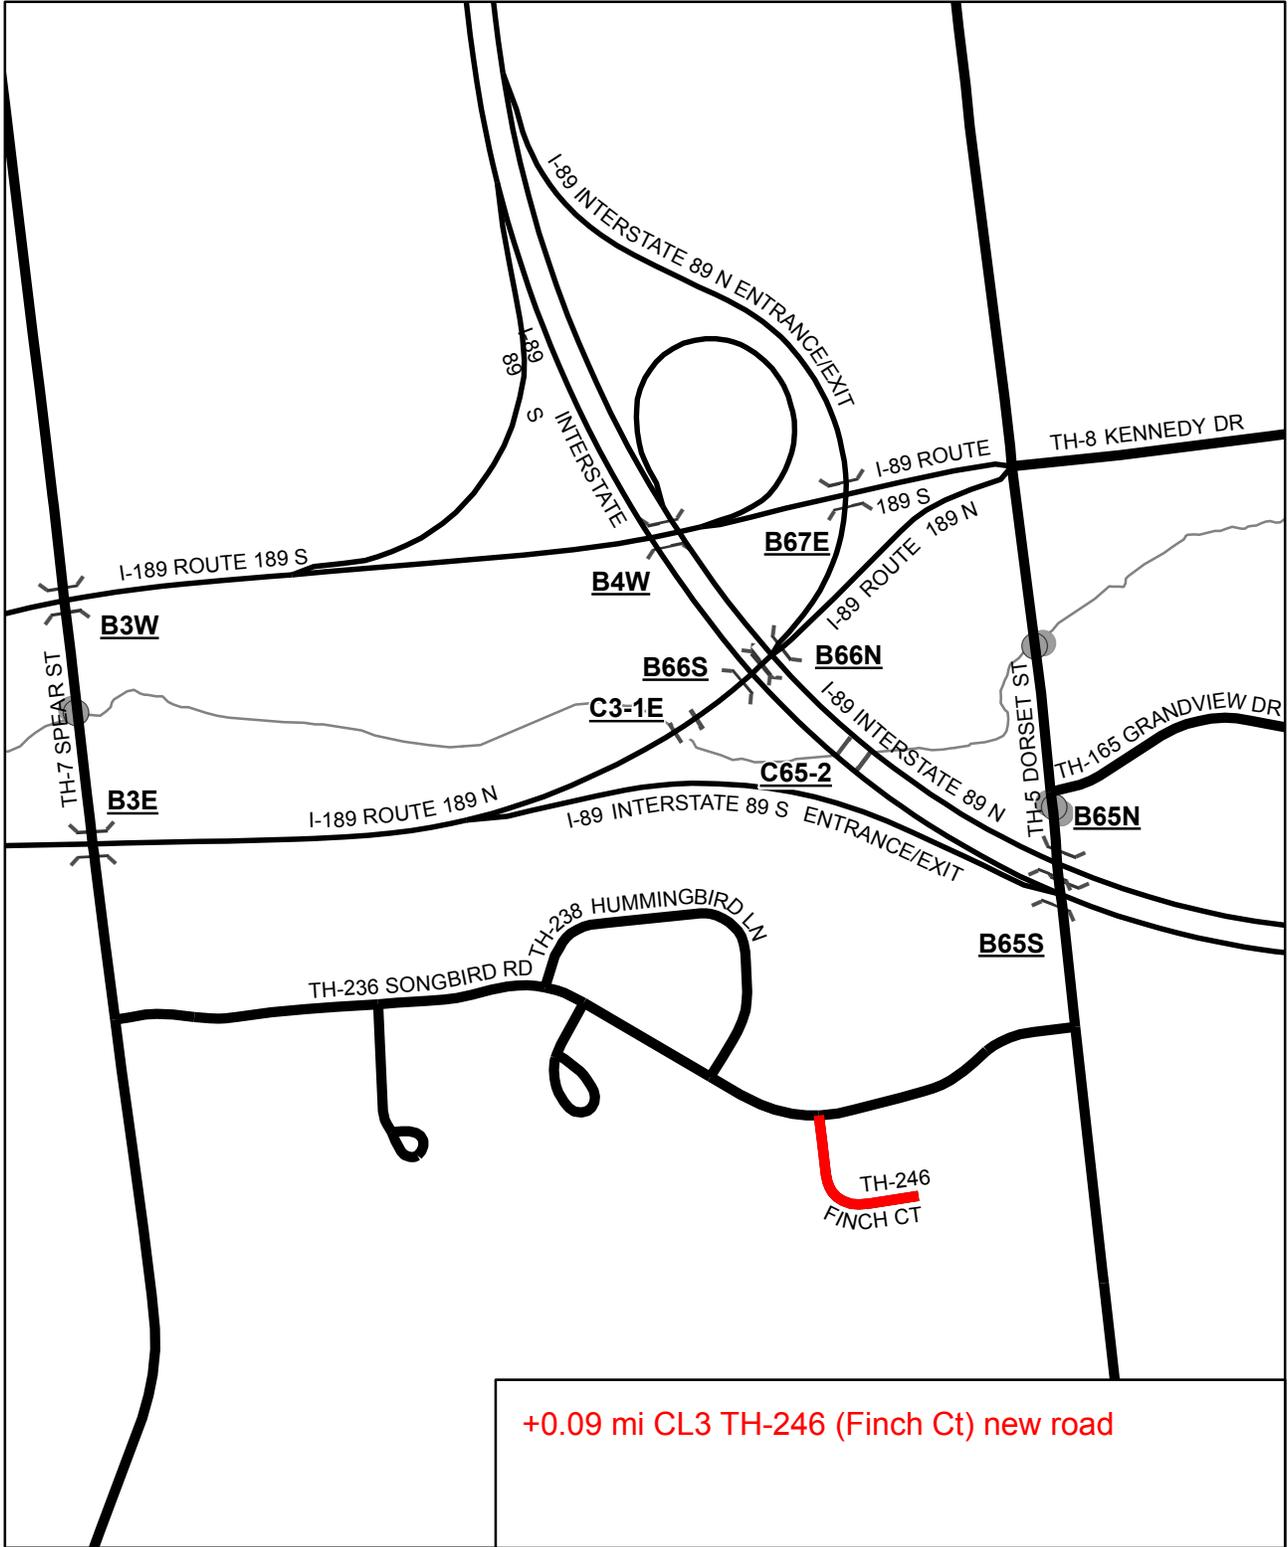 I-89 INTERSTATE 89 N ENTRANCE/EXIT
I-89
89
S
INTERSTATE
TH-8 KENNEDY DR
I-89 ROUTE
189 S
I-89 ROUTE 189 N
B67E
I-189 ROUTE 189 S
B4W
B3W
B66S
B66N
C3-1E
TH-7 SPEAR ST
TH-5 DORSET ST
I-89 INTERSTATE 89 N
TH-165 GRANDVIEW DR
C65-2
B3E
I-189 ROUTE 189 N
I-89 INTERSTATE 89 S ENTRANCE/EXIT
B65N
B65S
TH-238 HUMMINGBIRD LN
TH-236 SONGBIRD RD
TH-246
FINCH CT
+0.09 mi CL3 TH-246 (Finch Ct) new road